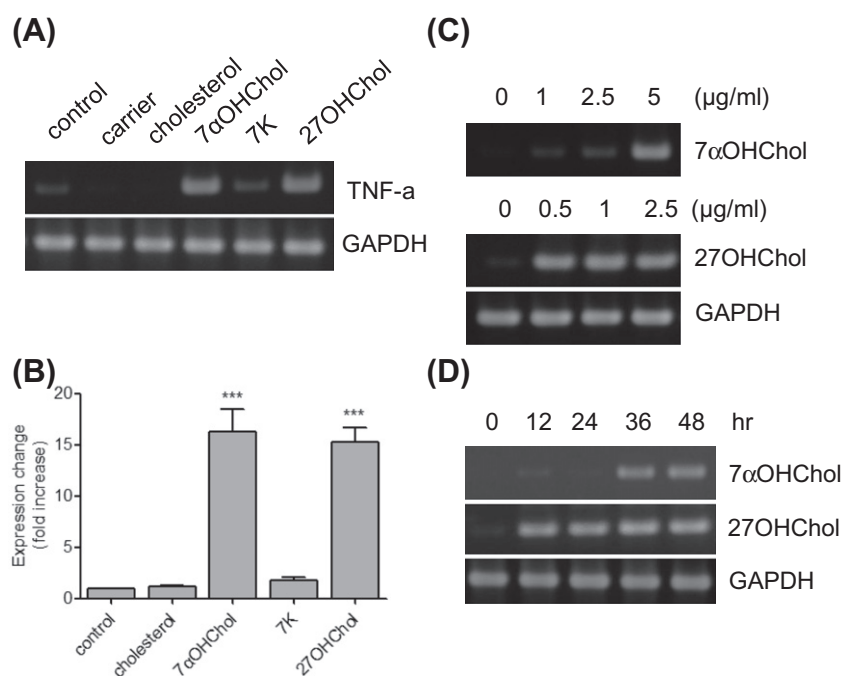 (A)
control
carrier
cholesterol
7αOHChol
7K
27OHChol
TNF-a
GAPDH
(B)
Expression change
(fold increase)
20
15
10
5
0
***
***
control
cholesterol
7αOHChol
7K
27OHChol
(C)
0 1 2.5 5 (µg/ml)
7αOHChol
0 0.5 1 2.5 (µg/ml)
27OHChol
GAPDH
(D)
0 12 24 36 48 hr
7αOHChol
27OHChol
GAPDH